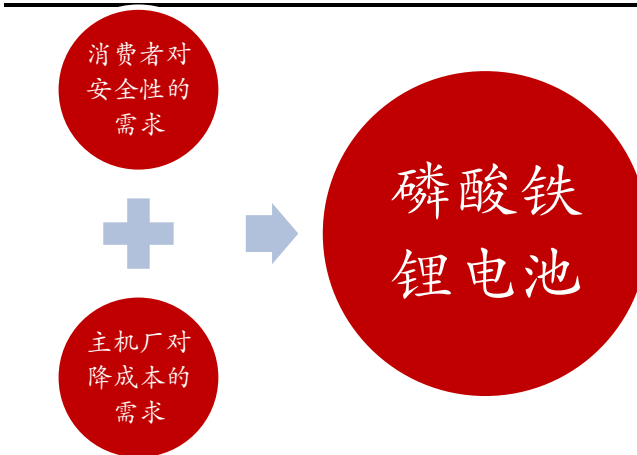 消费者对
安全性的
需求
主机厂对
降成本的
需求
磷酸铁
锂电池